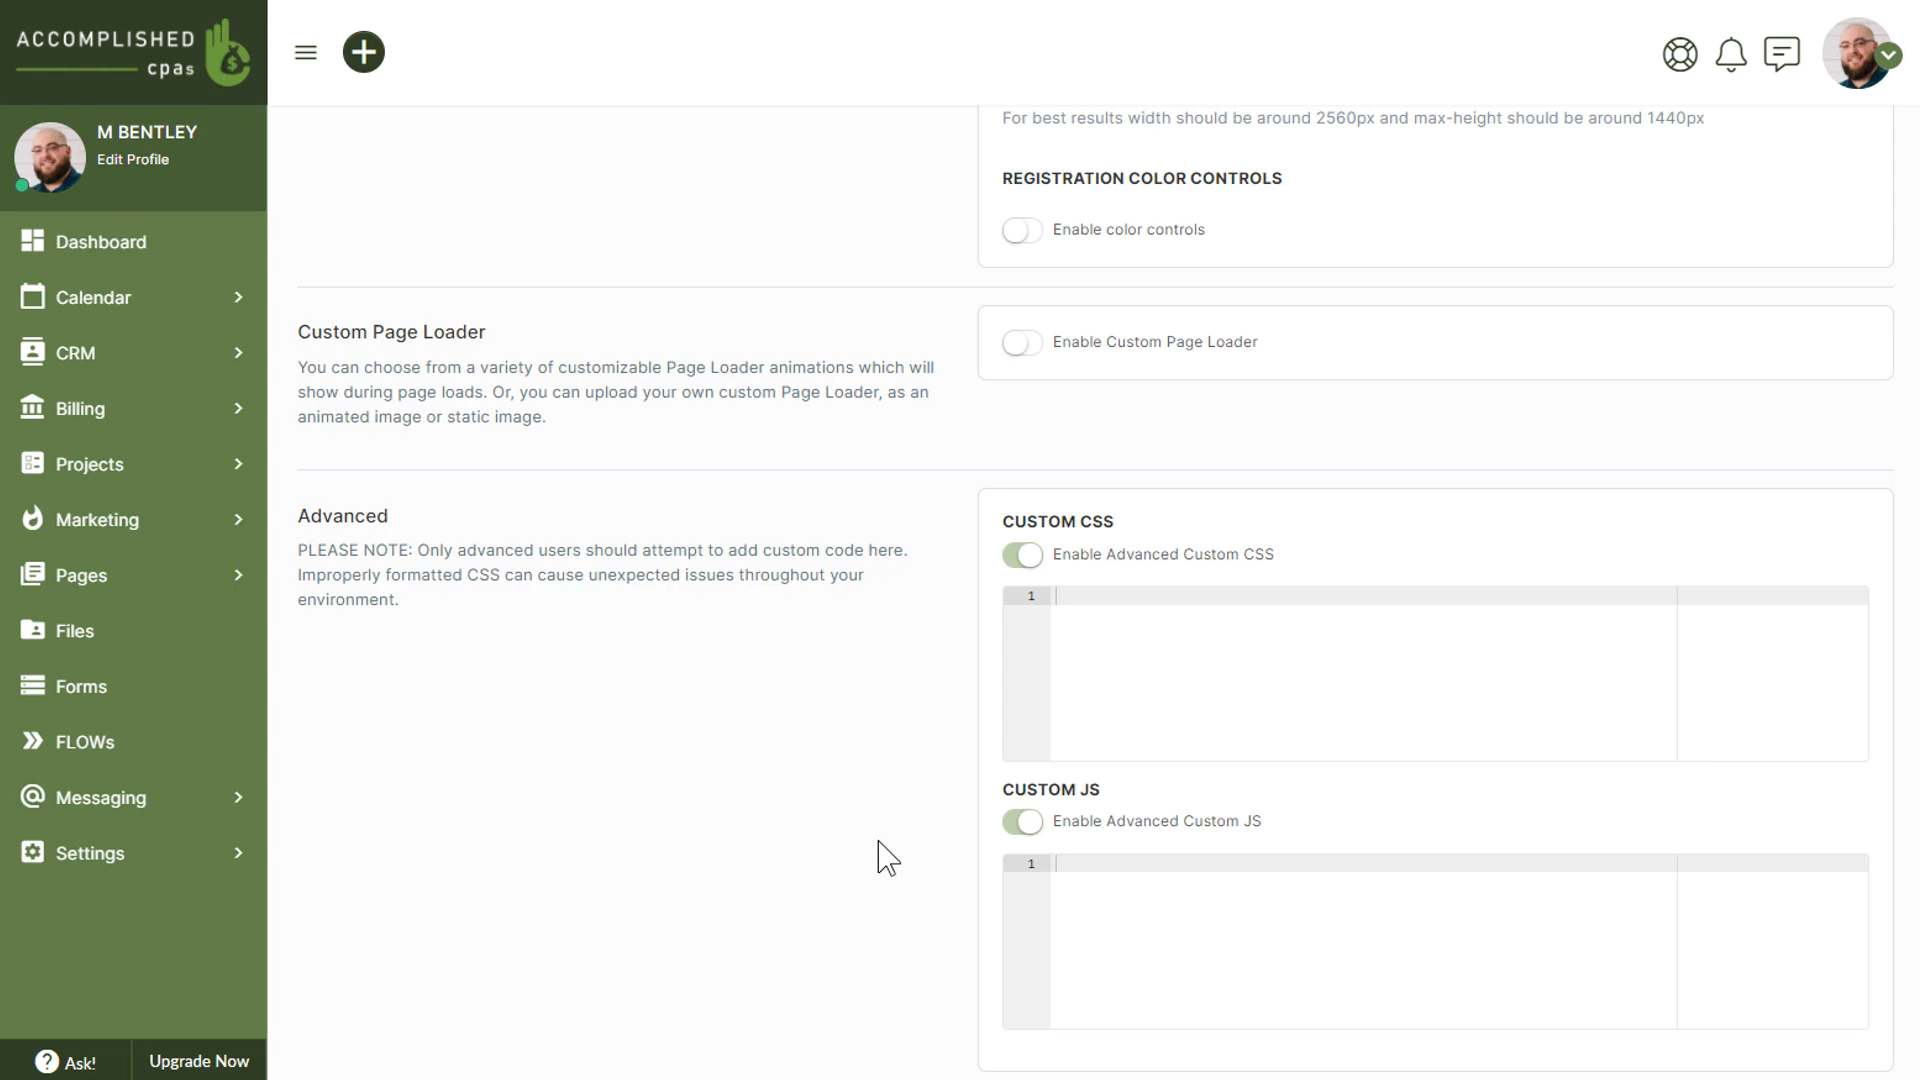 ACCOMPLISHED
cpas
M BENTLEY
Edit Profile
Dashboard
Calendar
CRM
Billing
Projects
Marketing
Pages
Files
Forms
FLOWs
Messaging
Settings
? Ask!
Upgrade Now
For best results width should be around 2560px and max-height should be around 1440px
REGISTRATION COLOR CONTROLS
Enable color controls
Custom Page Loader
You can choose from a variety of customizable Page Loader animations which will
show during page loads. Or, you can upload your own custom Page Loader, as an
animated image or static image.
Enable Custom Page Loader
Advanced
PLEASE NOTE: Only advanced users should attempt to add custom code here.
Improperly formatted CSS can cause unexpected issues throughout your
environment.
CUSTOM CSS
Enable Advanced Custom CSS
1
CUSTOM JS
Enable Advanced Custom JS
1